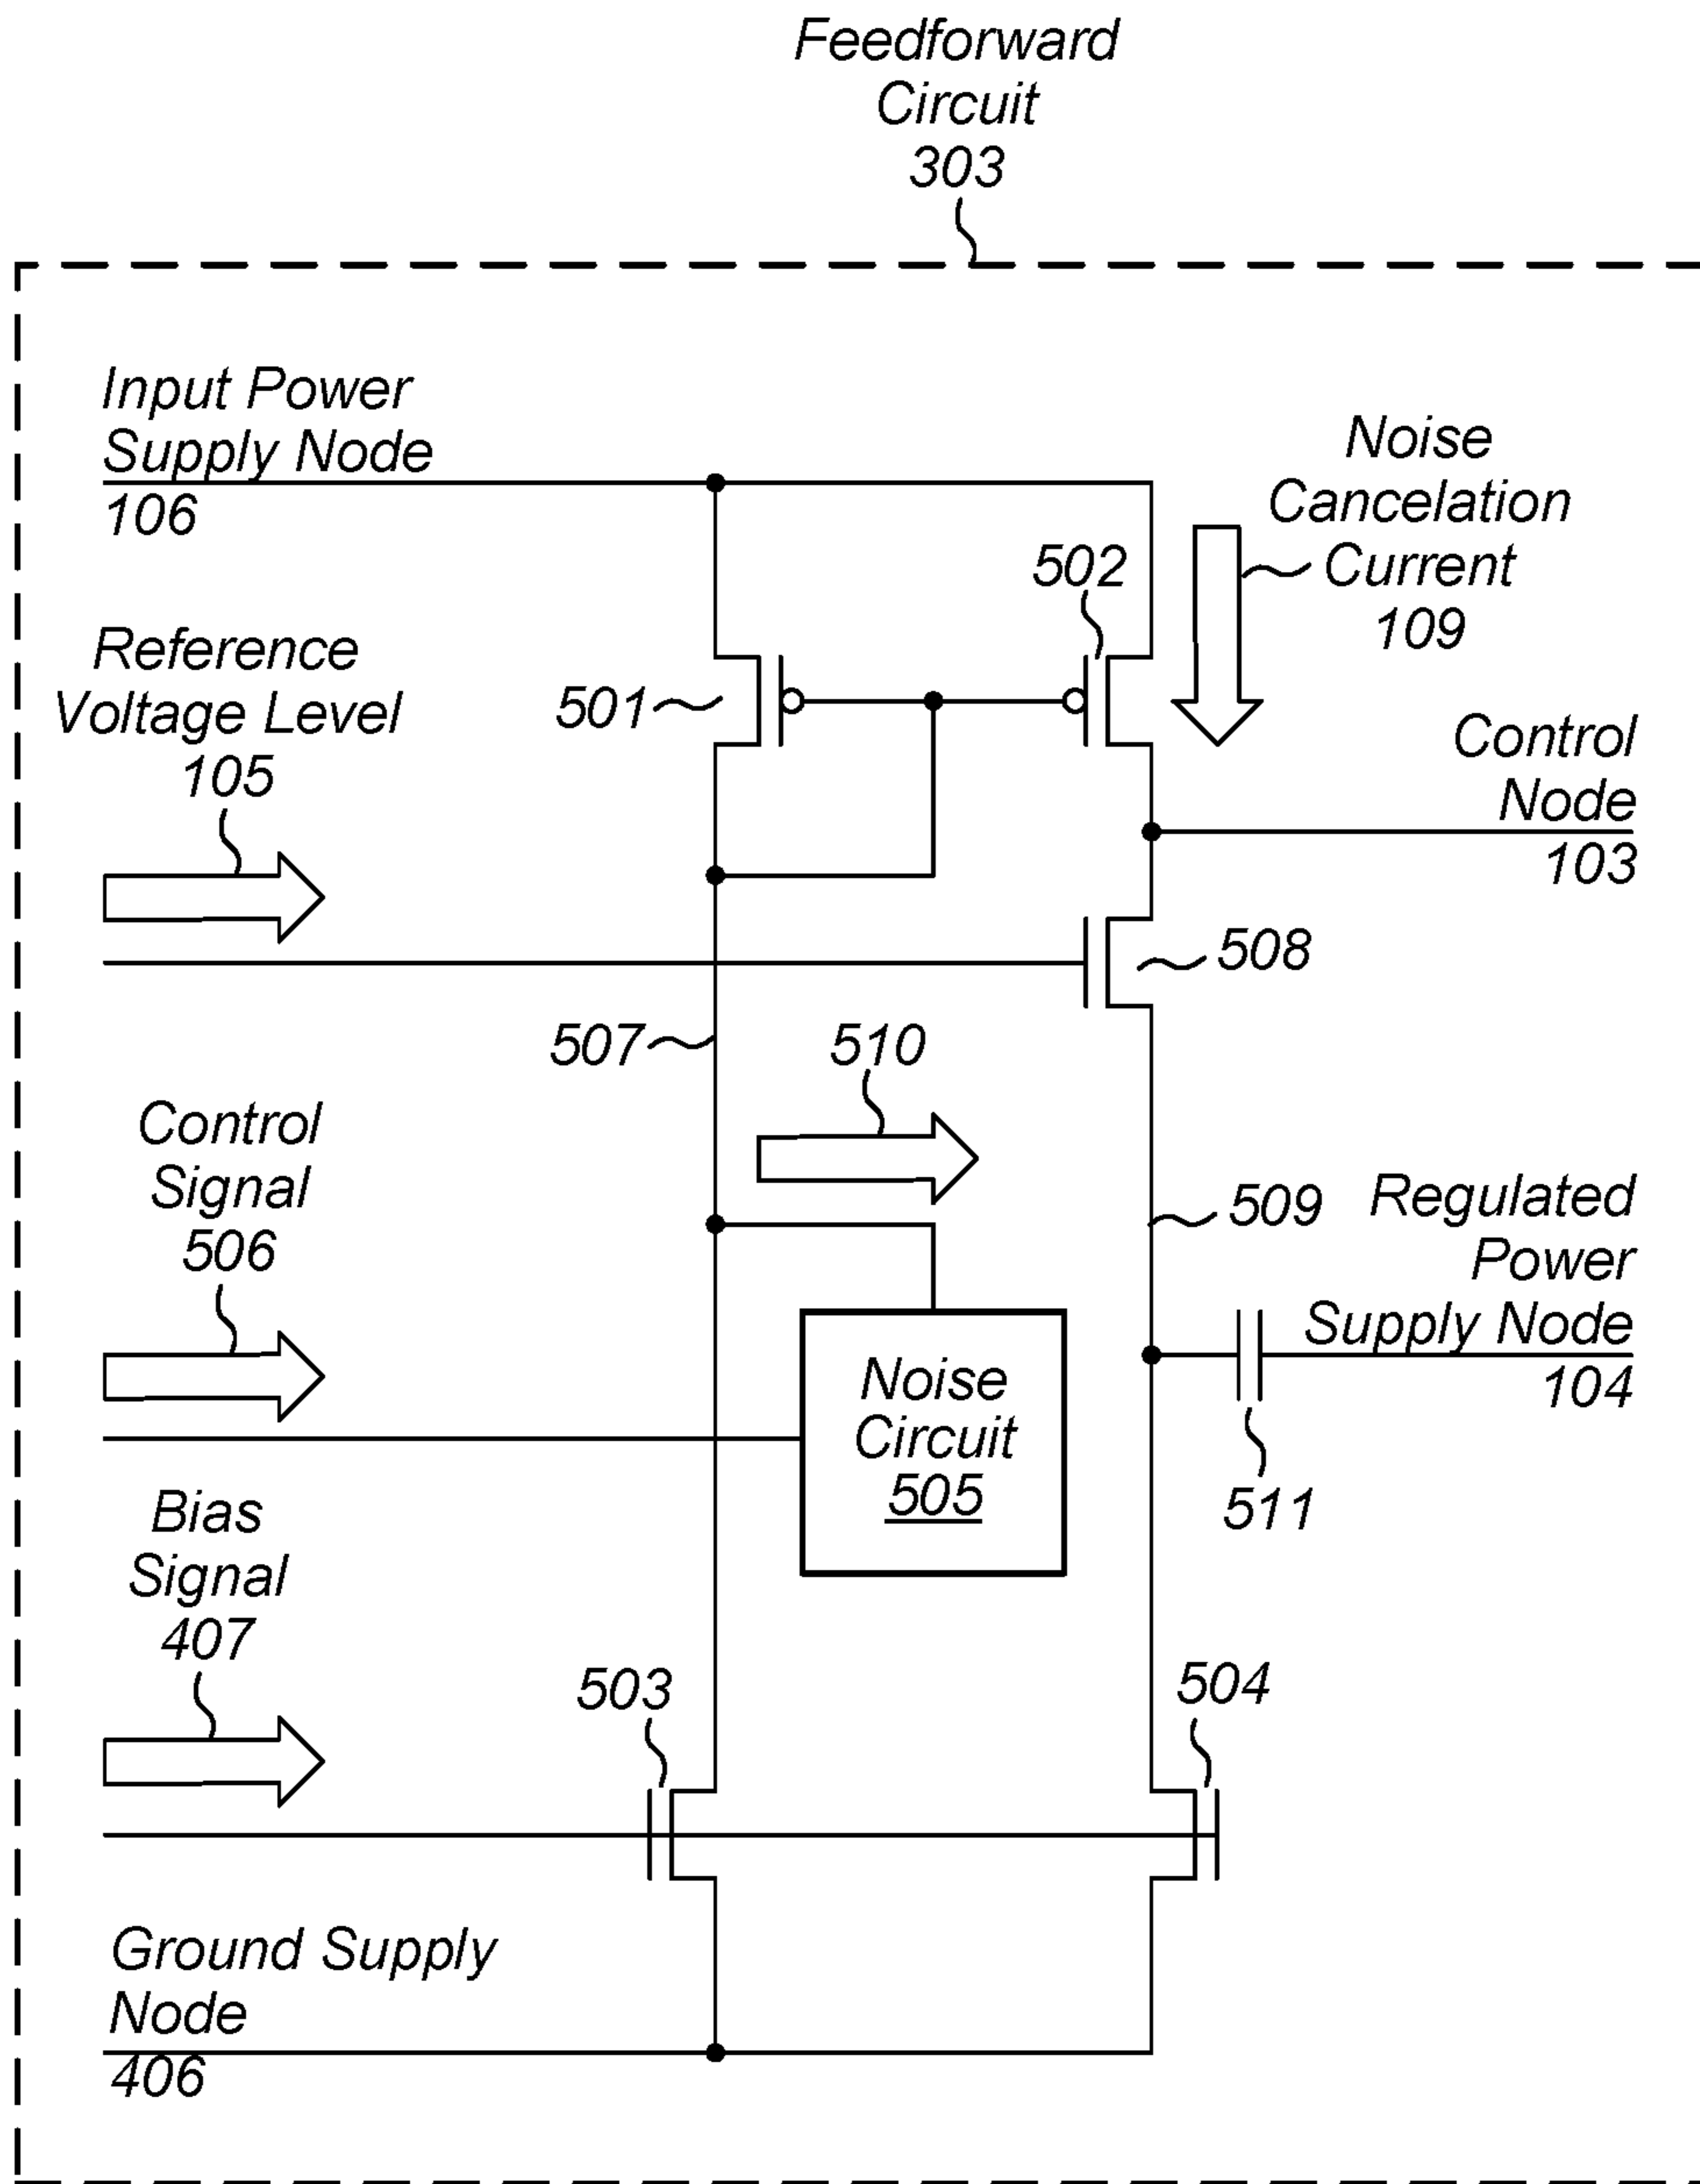 Feedforward
Circuit
303
Input Power
Supply Node
106
Noise
Cancelation
Current
109
502
Reference
Voltage Level
105
501
Control
Node
103
508
507
510
Control
Signal
506
509
Regulated
Power
Supply Node
104
Noise
Circuit
505
511
Bias
Signal
407
503
504
Ground Supply
Node
406